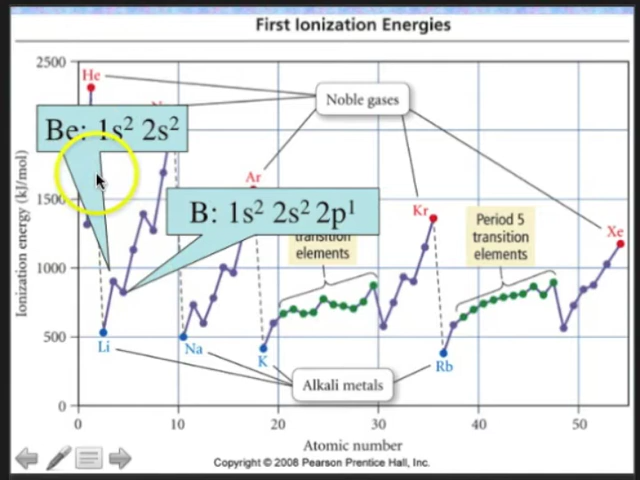 First Ionization Energies
2500
He
Noble gases
Be: 1s² 2s²
Ar
1500
B: 1s² 2s² 2p¹
Kr
Period 5
transition
elements
Xe
transition
elements
Ionization energy (kJ/mol)
1000
500
Li
Na
K
Rb
Alkali metals
0
0 10 20 30 40 50
Atomic number
Copyright © 2008 Pearson Prentice Hall, Inc.